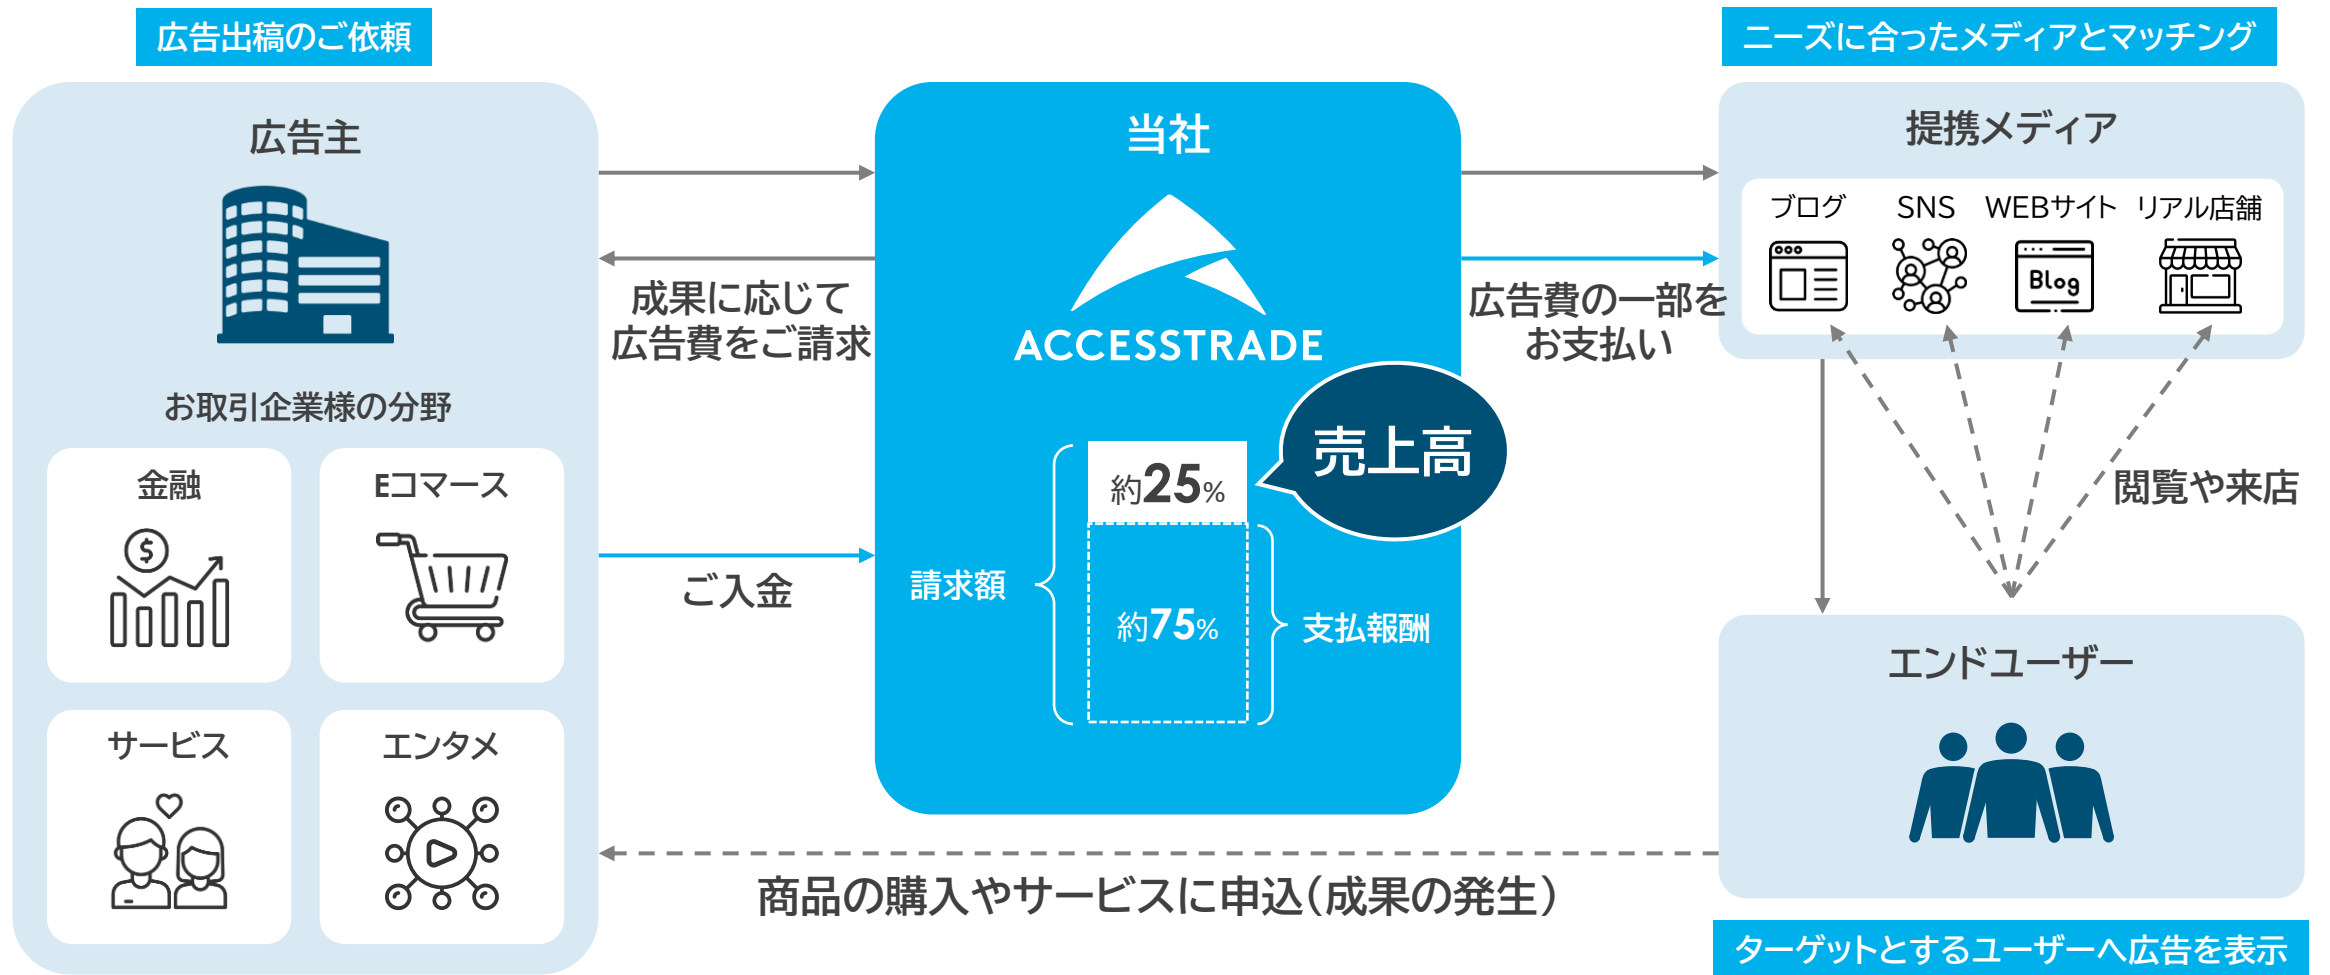 広告出稿のご依頼
広告主
お取引企業様の分野
金融
Eコマース
サービス
エンタメ
成果に応じて
広告費をご請求
ご入金
当社
ACCESSTRADE
売上高
約25%
請求額
約75%
支払報酬
広告費の一部を
お支払い
ニーズに合ったメディアとマッチング
提携メディア
ブログ
SNS
WEBサイト
Blog
リアル店舗
閲覧や来店
エンドユーザー
ターゲットとするユーザーへ広告を表示
商品の購入やサービスに申込(成果の発生)